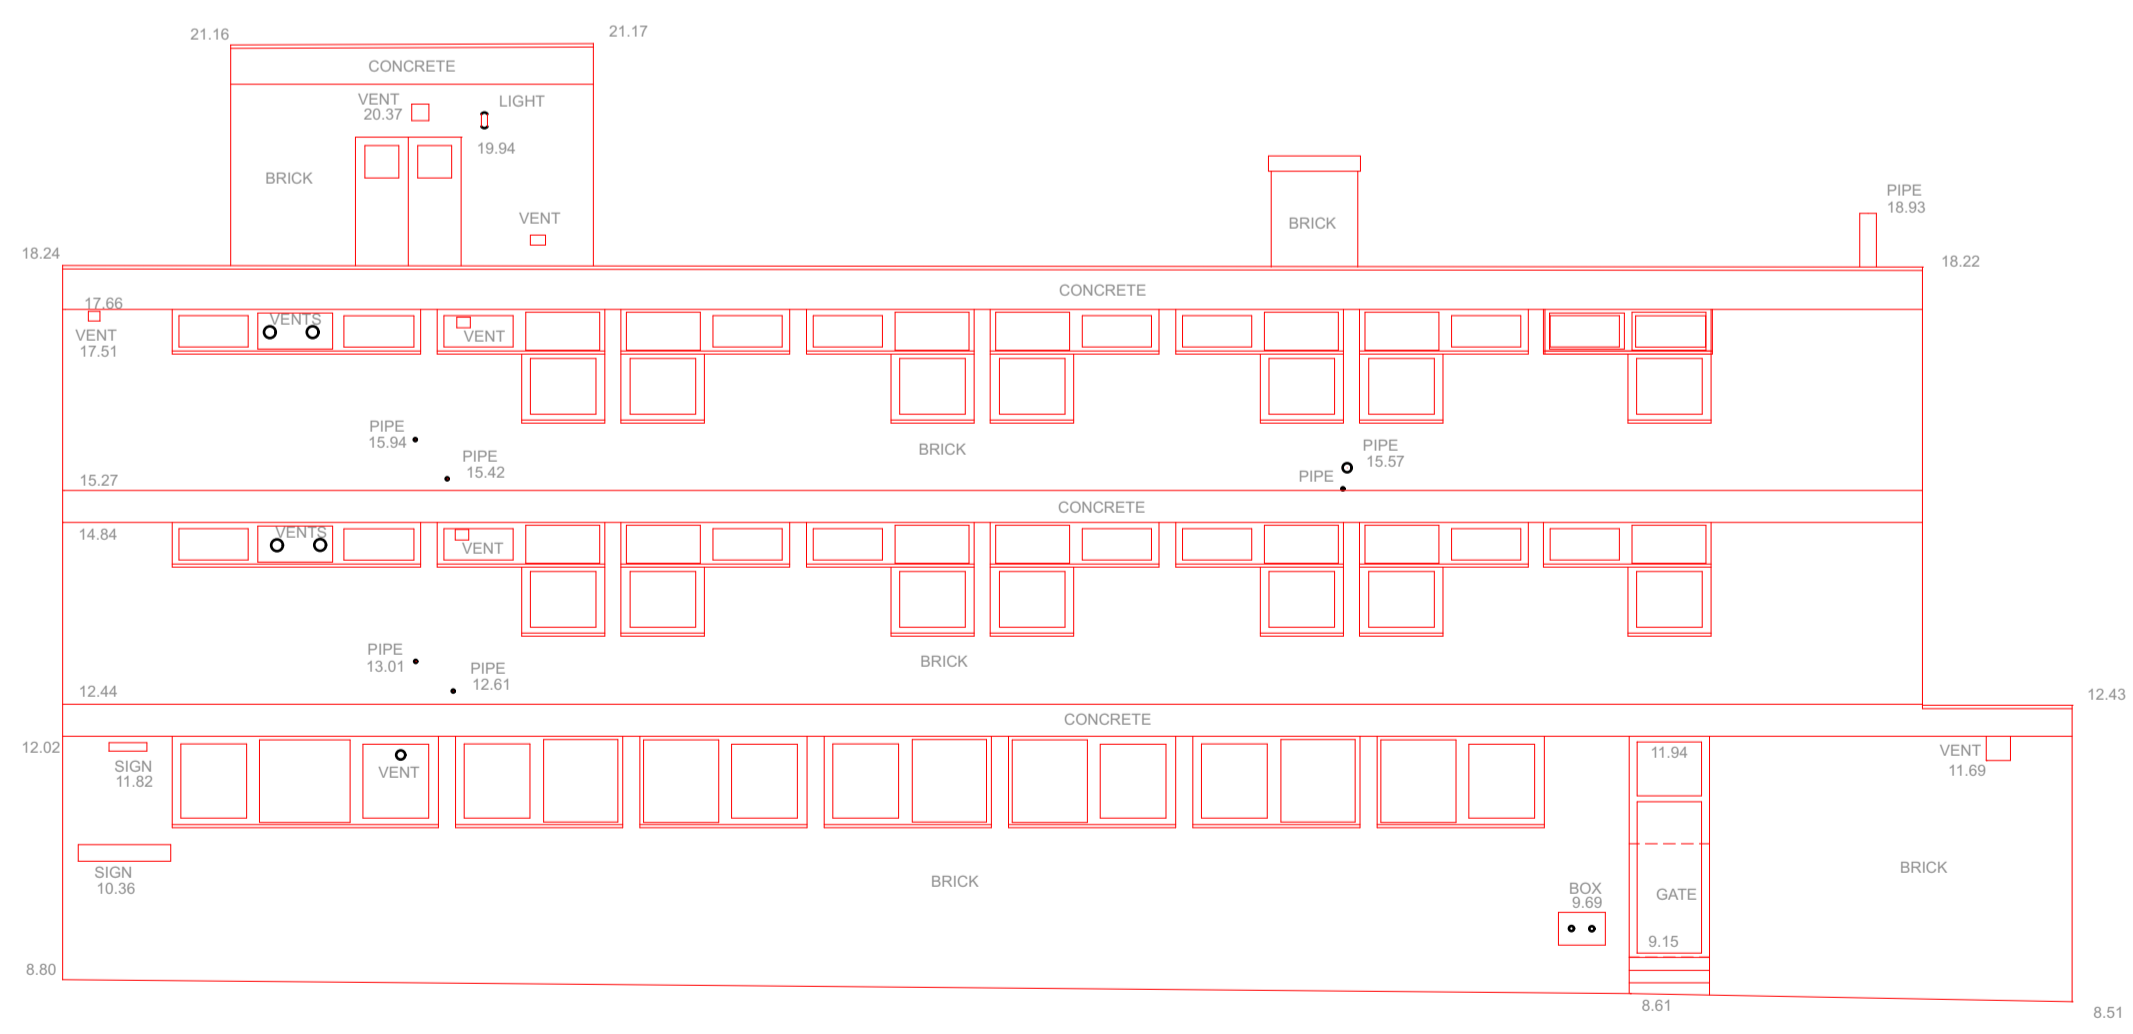 21.16
21.17
CONCRETE
VENT
20.37
LIGHT
19.94
BRICK
VENT
BRICK
PIPE
18.93
18.24
18.22
CONCRETE
17.66
VENT
17.51
VENTS
VENT
PIPE
15.94
PIPE
15.42
BRICK
PIPE
15.57
PIPE
15.27
CONCRETE
14.84
VENTS
VENT
PIPE
13.01
PIPE
12.61
BRICK
12.44
12.43
CONCRETE
12.02
SIGN
11.82
VENT
11.94
VENT
11.69
SIGN
10.36
BRICK
BOX
9.69
GATE
9.15
BRICK
8.80
8.61
8.51